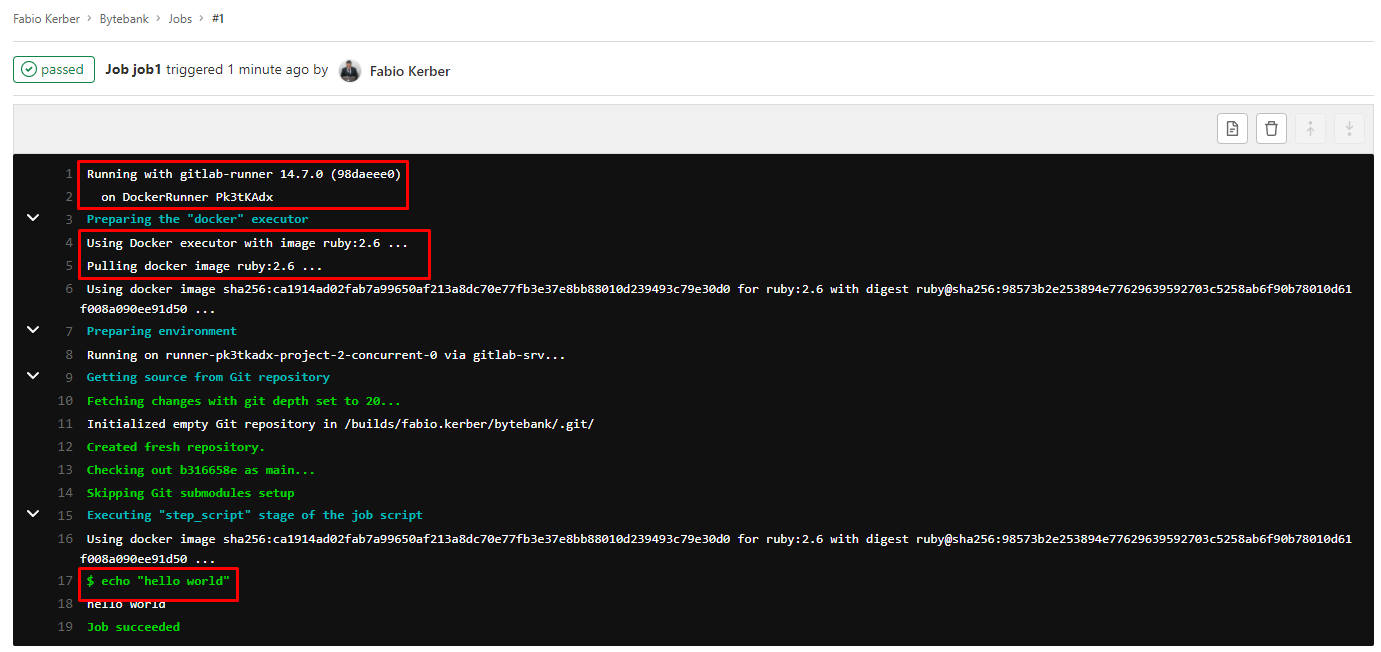 Fabio Kerber › Bytebank › Jobs › #1
passed Job job1 triggered 1 minute ago by Fabio Kerber
1 Running with gitlab-runner 14.7.0 (98daeee0)
2 on DockerRunner Pk3tKAdx
3 Preparing the "docker" executor
4 Using Docker executor with image ruby:2.6 ...
5 Pulling docker image ruby:2.6 ...
6 Using docker image sha256:ca1914ad02fab7a99650af213a8dc70e77fb3e37e8bb88010d239493c79e30d0 for ruby:2.6 with digest ruby@sha256:98573b2e253894e77629639592703c5258ab6f90b78010d61
f008a090ee91d50 ...
7 Preparing environment
8 Running on runner-pk3tkadx-project-2-concurrent-0 via gitlab-srv...
9 Getting source from Git repository
10 Fetching changes with git depth set to 20...
11 Initialized empty Git repository in /builds/fabio.kerber/bytebank/.git/
12 Created fresh repository.
13 Checking out b316658e as main...
14 Skipping Git submodules setup
15 Executing "step_script" stage of the job script
16 Using docker image sha256:ca1914ad02fab7a99650af213a8dc70e77fb3e37e8bb88010d239493c79e30d0 for ruby:2.6 with digest ruby@sha256:98573b2e253894e77629639592703c5258ab6f90b78010d61
f008a090ee91d50 ...
17 $ echo "hello world"
18 hello world
19 Job succeeded